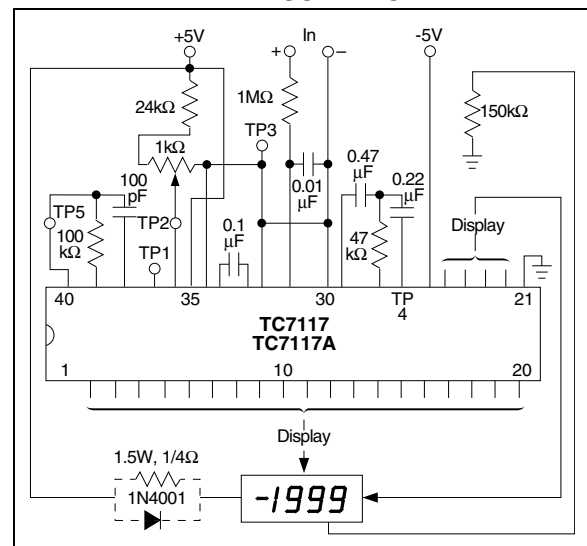 +5V
In
-5V
+
–
24kΩ
1MΩ
150kΩ
TP3
1kΩ
0.47
μF
0.22
μF
0.01
μF
100
pF
TP5
100
kΩ
TP2
0.1
μF
47
kΩ
Display
TP1
40
35
30
TP
4
21
TC7117
TC7117A
1
10
20
Display
1.5W, 1/4Ω
1N4001
-1999